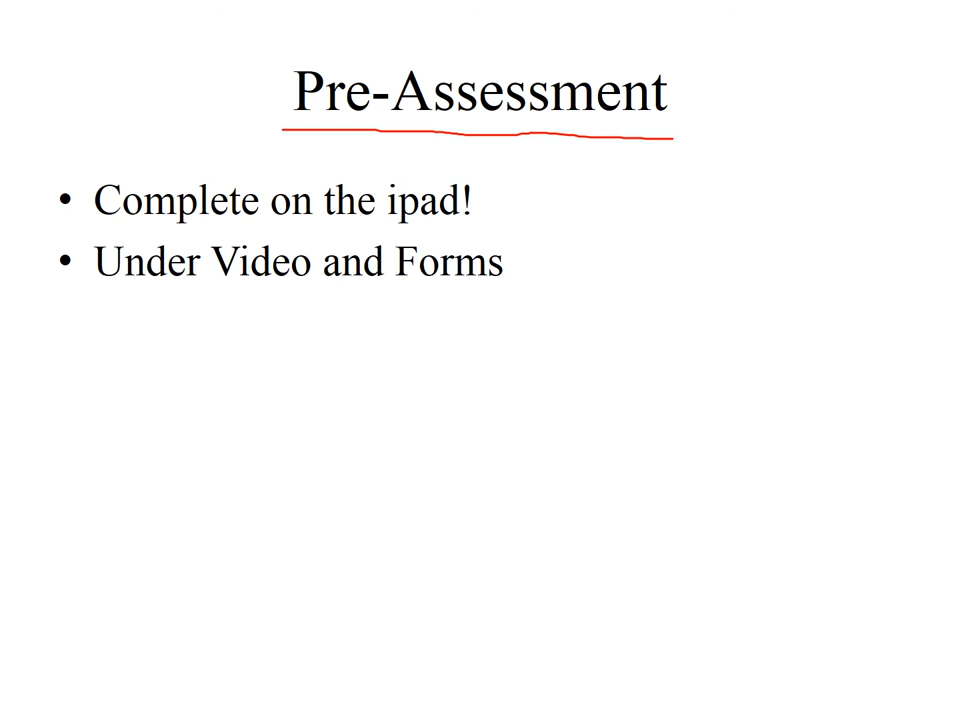 Pre-Assessment
• Complete on the ipad!
• Under Video and Forms